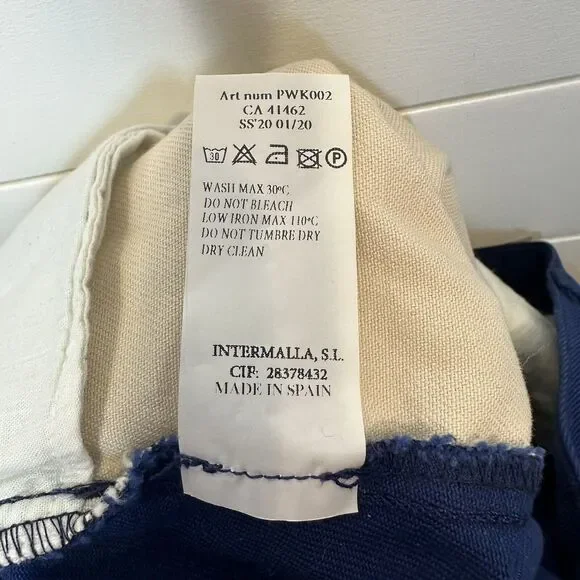 Art num PWK002
CA 41462
SS'20 01/20
30 P
WASH MAX 30ºC
DO NOT BLEACH
LOW IRON MAX 110ºC
DO NOT TUMBRE DRY
DRY CLEAN
INTERMALLA, S.L.
CIF: 28378432
MADE IN SPAIN